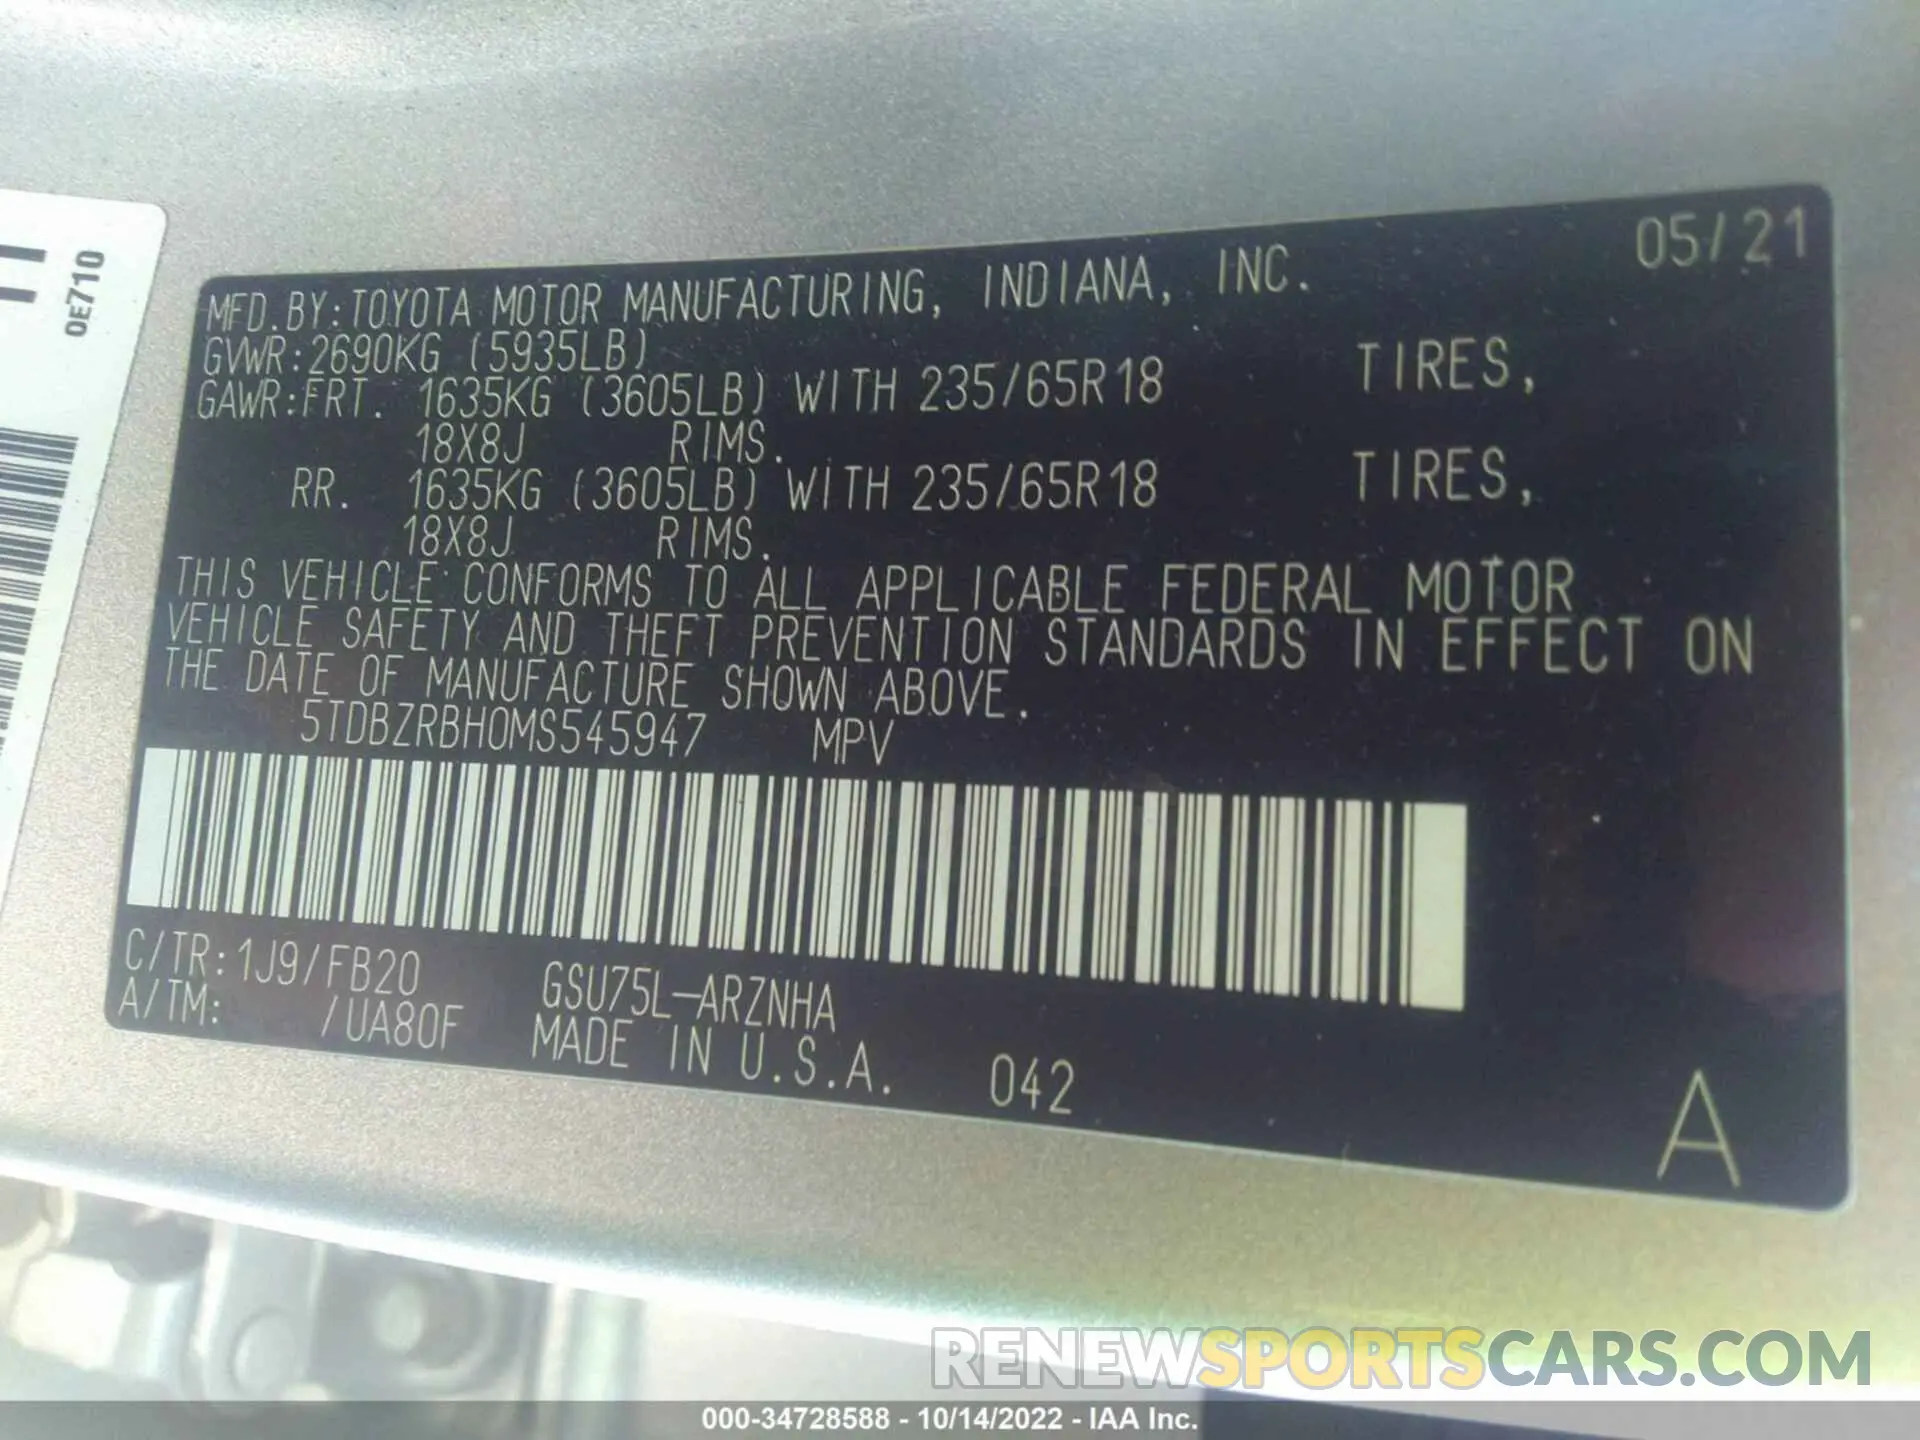 05/21
MFD.BY:TOYOTA MOTOR MANUFACTURING, INDIANA, INC.
GVWR:2690KG (5935LB)
GAWR:FRT. 1635KG (3605LB) WITH 235/65R18 TIRES,
18X8J RIMS.
RR. 1635KG (3605LB) WITH 235/65R18 TIRES,
18X8J RIMS.
THIS VEHICLE CONFORMS TO ALL APPLICABLE FEDERAL MOTOR
VEHICLE SAFETY AND THEFT PREVENTION STANDARDS IN EFFECT ON
THE DATE OF MANUFACTURE SHOWN ABOVE.
5TDBZRBH0MS545947 MPV
C/TR:1J9/FB20 GSU75L-ARZNHA
A/TM: /UA80F MADE IN U.S.A. 042
A
0E710
RENEWSPORTSCARS.COM
000-34728588 - 10/14/2022 - IAA Inc.